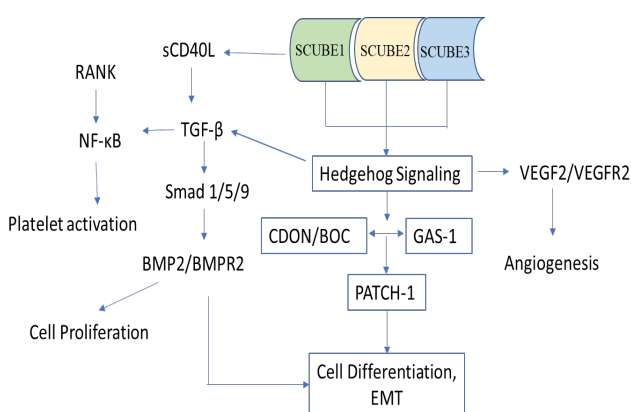 SCUBE1
SCUBE2
SCUBE3
sCD40L
RANK
TGF-β
NF-κB
Hedgehog Signaling
VEGF2/VEGFR2
Smad 1/5/9
Platelet activation
CDON/BOC
GAS-1
BMP2/BMPR2
Angiogenesis
PATCH-1
Cell Proliferation
Cell Differentiation,
EMT